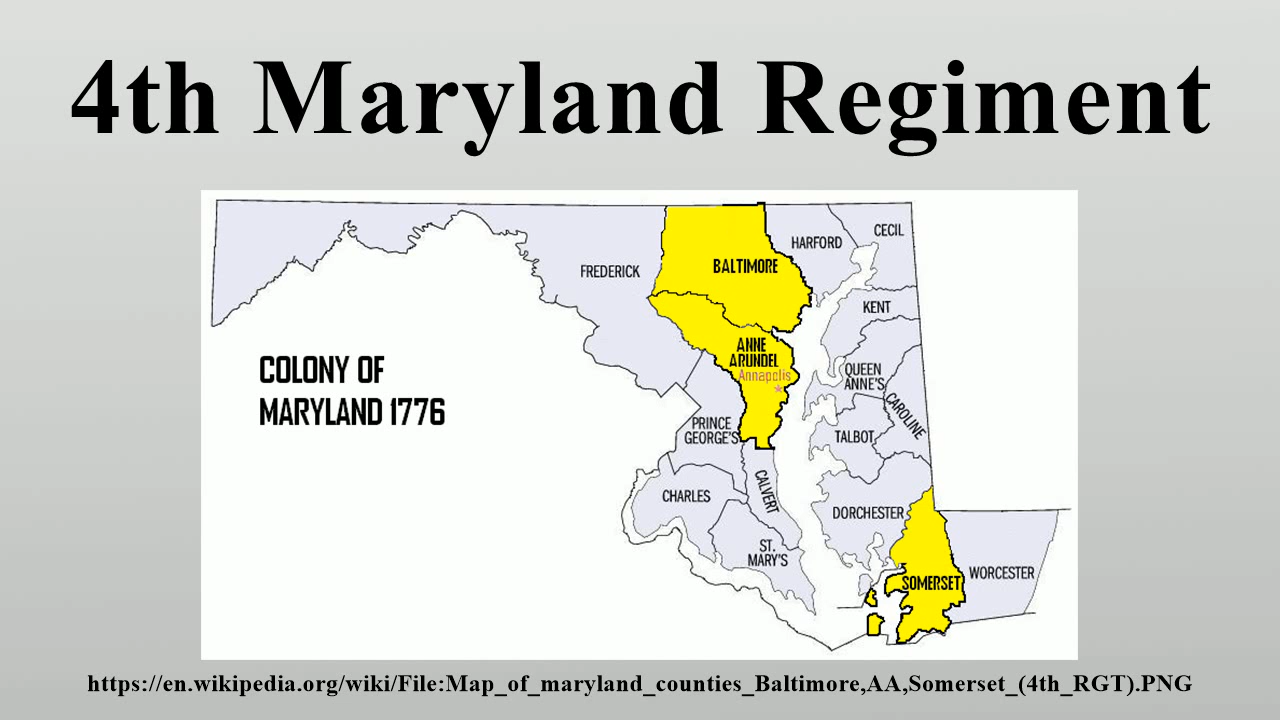 4th Maryland Regiment
CECIL
HARFORD
BALTIMORE
FREDERICK
KENT
ANNE
ARUNDEL
Annapolis
COLONY OF
MARYLAND 1776
QUEEN
ANNE'S
CAROLINE
PRINCE
GEORGE'S
TALBOT
CALVERT
CHARLES
DORCHESTER
ST.
MARY'S
SOMERSET
WORCESTER
https://en.wikipedia.org/wiki/File:Map_of_maryland_counties_Baltimore,AA,Somerset_(4th_RGT).PNG